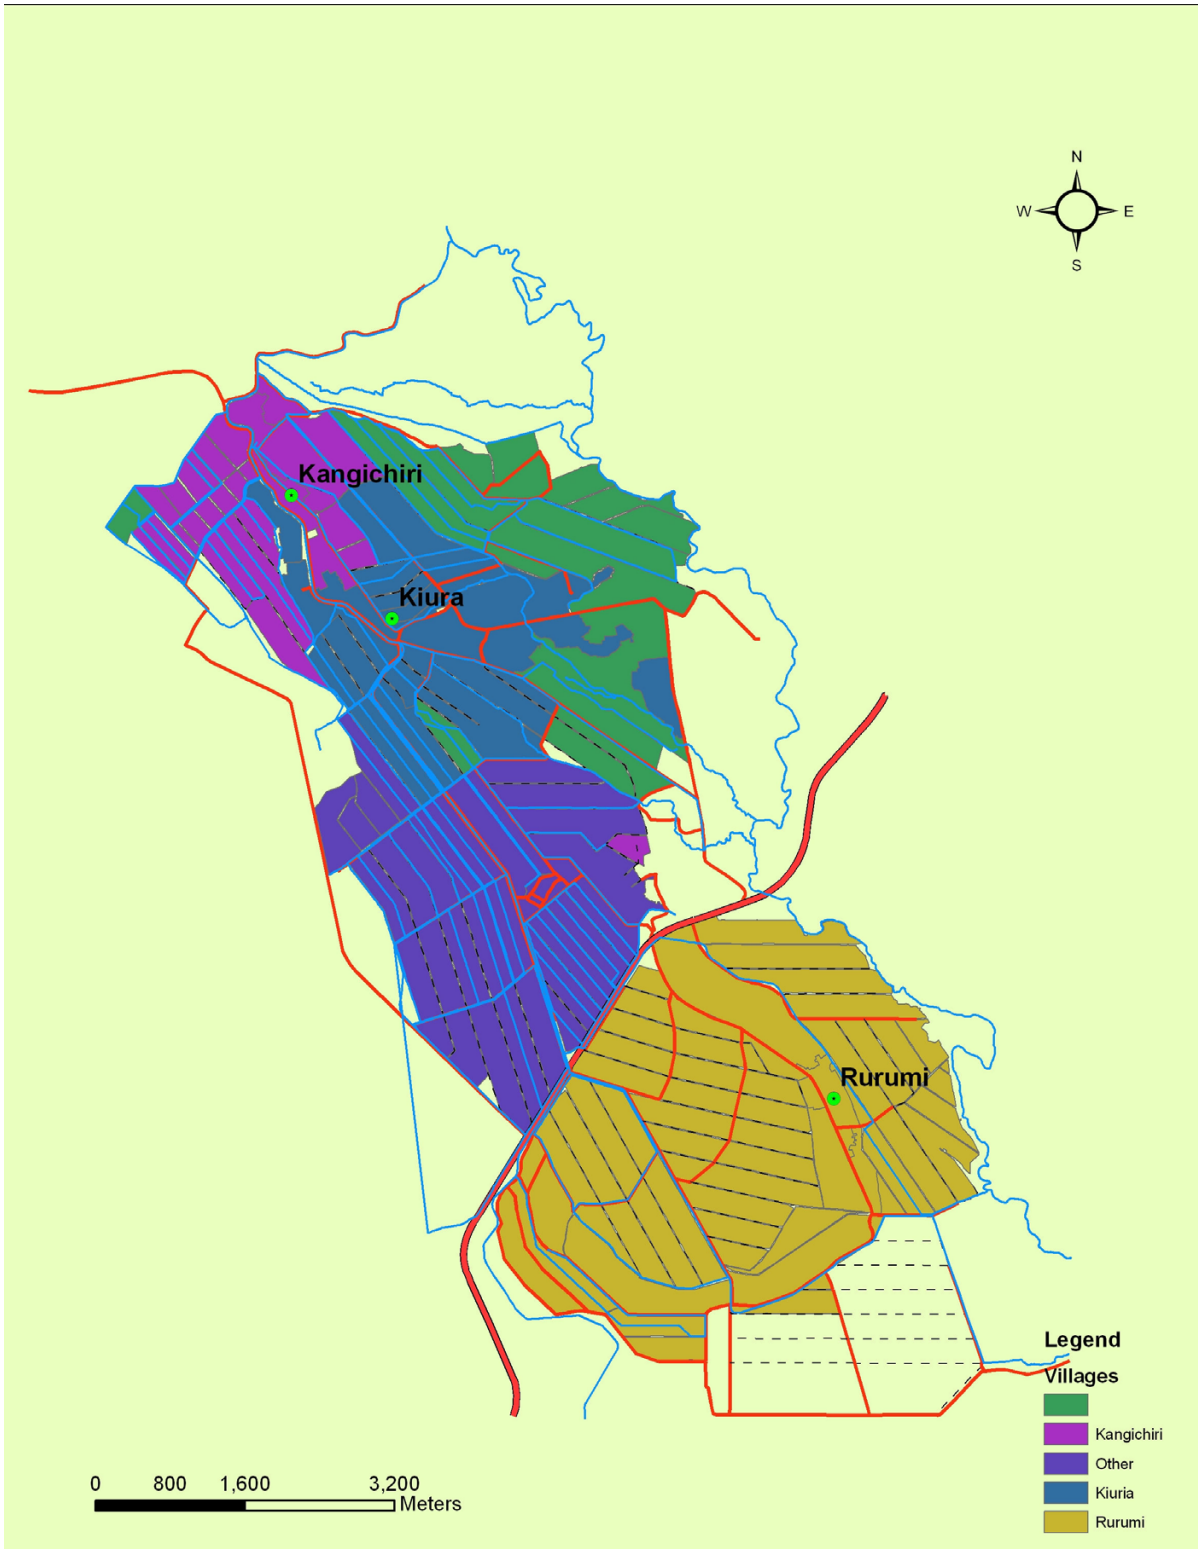 N
W E
S
Kangichiri
Kiura
Rurumi
Legend
Villages
Kangichiri
Other
Kiuria
Rurumi
0 800 1,600 3,200
Meters